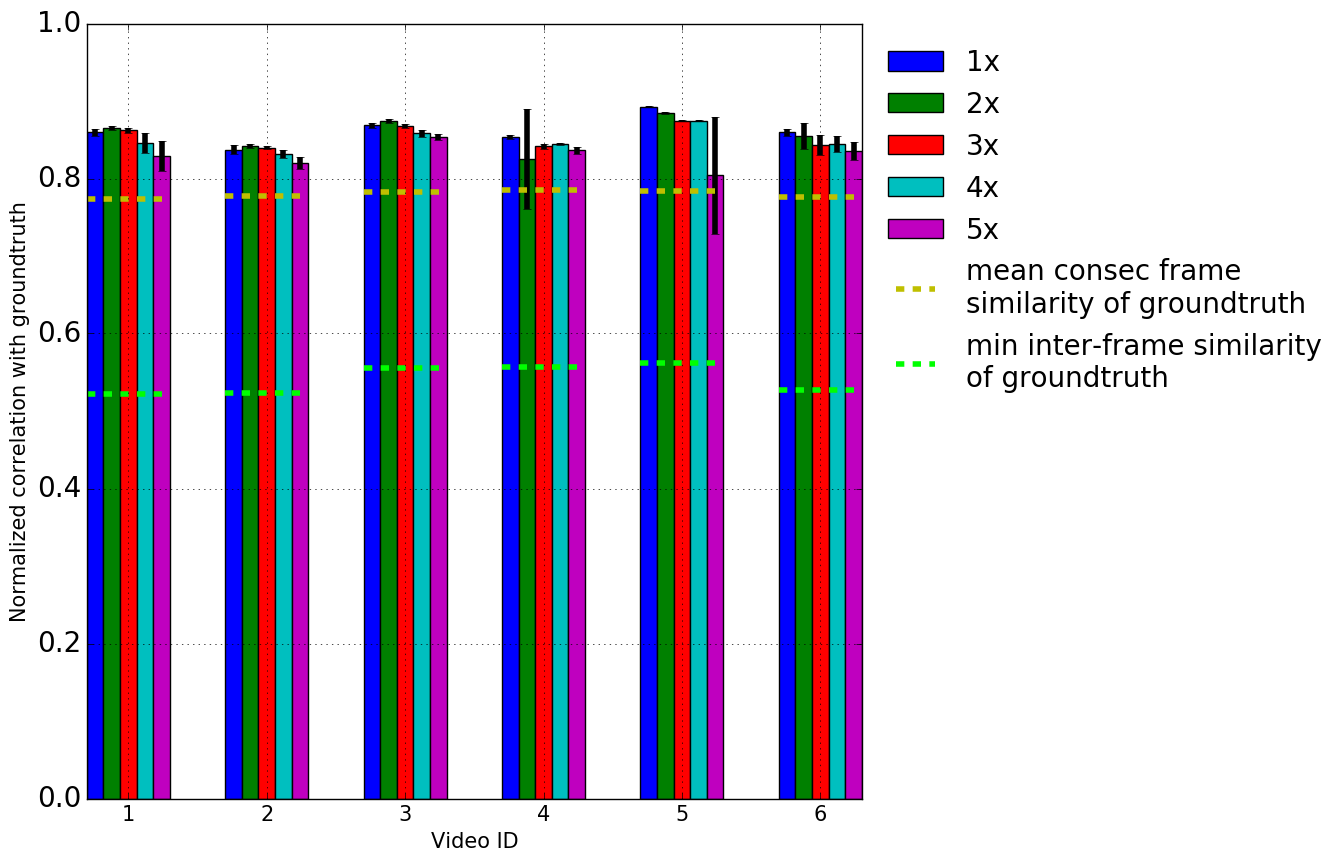 1.0
0.8
0.6
0.4
0.2
0.0
Normalized correlation with groundtruth
1 2 3 4 5 6
Video ID
1x
2x
3x
4x
5x
mean consec frame
similarity of groundtruth
min inter-frame similarity
of groundtruth